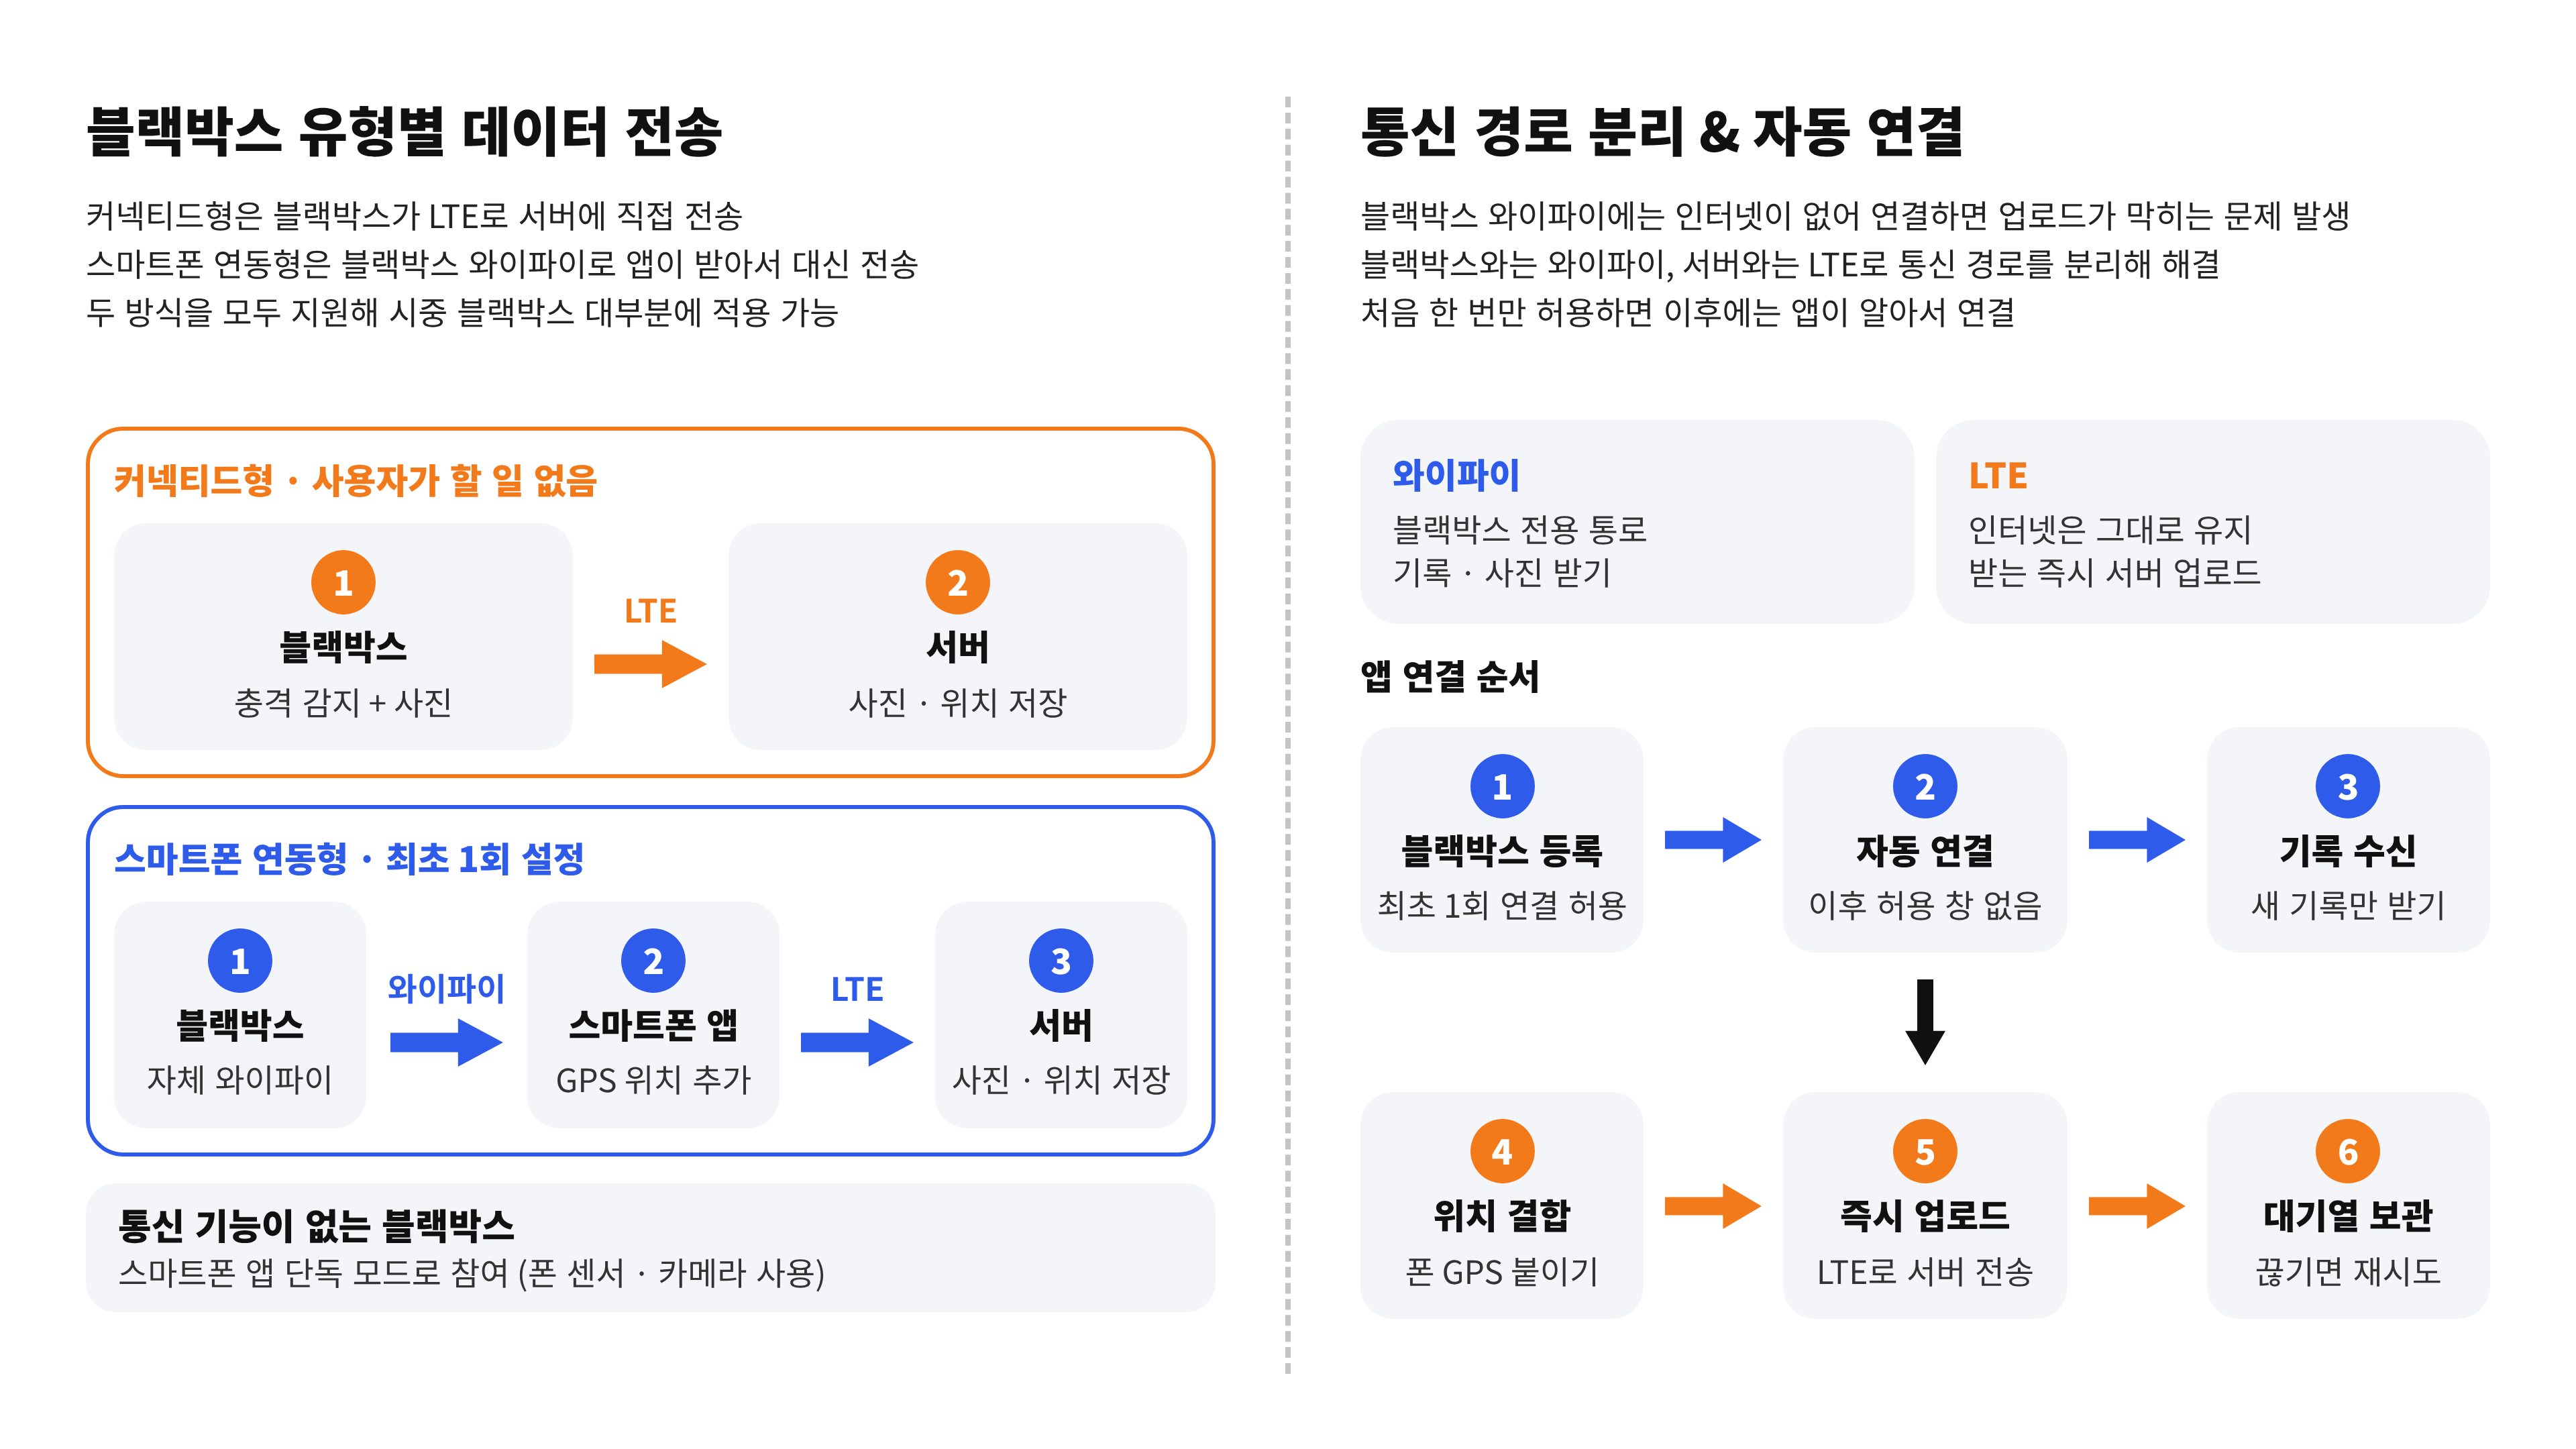 블랙박스 유형별 데이터 전송
커넥티드형은 블랙박스가 LTE로 서버에 직접 전송
스마트폰 연동형은 블랙박스 와이파이로 앱이 받아서 대신 전송
두 방식을 모두 지원해 시중 블랙박스 대부분에 적용 가능
커넥티드형 · 사용자가 할 일 없음
1
블랙박스
충격 감지 + 사진
LTE
2
서버
사진 · 위치 저장
스마트폰 연동형 · 최초 1회 설정
1
블랙박스
자체 와이파이
와이파이
2
스마트폰 앱
GPS 위치 추가
LTE
3
서버
사진 · 위치 저장
통신 기능이 없는 블랙박스
스마트폰 앱 단독 모드로 참여 (폰 센서 · 카메라 사용)
통신 경로 분리 & 자동 연결
블랙박스 와이파이에는 인터넷이 없어 연결하면 업로드가 막히는 문제 발생
블랙박스와는 와이파이, 서버와는 LTE로 통신 경로를 분리해 해결
처음 한 번만 허용하면 이후에는 앱이 알아서 연결
와이파이
블랙박스 전용 통로
기록 · 사진 받기
LTE
인터넷은 그대로 유지
받는 즉시 서버 업로드
앱 연결 순서
1
블랙박스 등록
최초 1회 연결 허용
2
자동 연결
이후 허용 창 없음
3
기록 수신
새 기록만 받기
4
위치 결합
폰 GPS 붙이기
5
즉시 업로드
LTE로 서버 전송
6
대기열 보관
끊기면 재시도